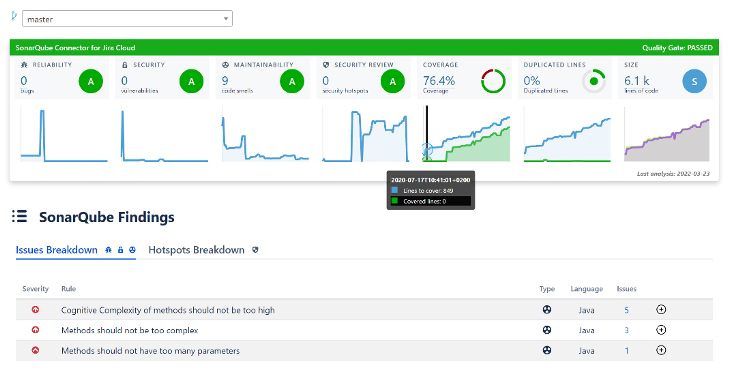 master
SonarQube Connector for Jira Cloud Quality Gate: PASSED
RELIABILITY SECURITY MAINTAINABILITY SECURITY REVIEW COVERAGE DUPLICATED LINES SIZE
0 A 0 A 9 A 0 A 76.4% 0% 6.1 k S
bugs vulnerabilities code smells security hotspots Coverage Duplicated Lines lines of code
Last analysis: 2022-03-23
2020-07-17T10:41:01+0200
Lines to cover: 849
Covered lines: 0
SonarQube Findings
Issues Breakdown Hotspots Breakdown
Severity Rule Type Language Issues
Cognitive Complexity of methods should not be too high Java 5
Methods should not be too complex Java 3
Methods should not have too many parameters Java 1